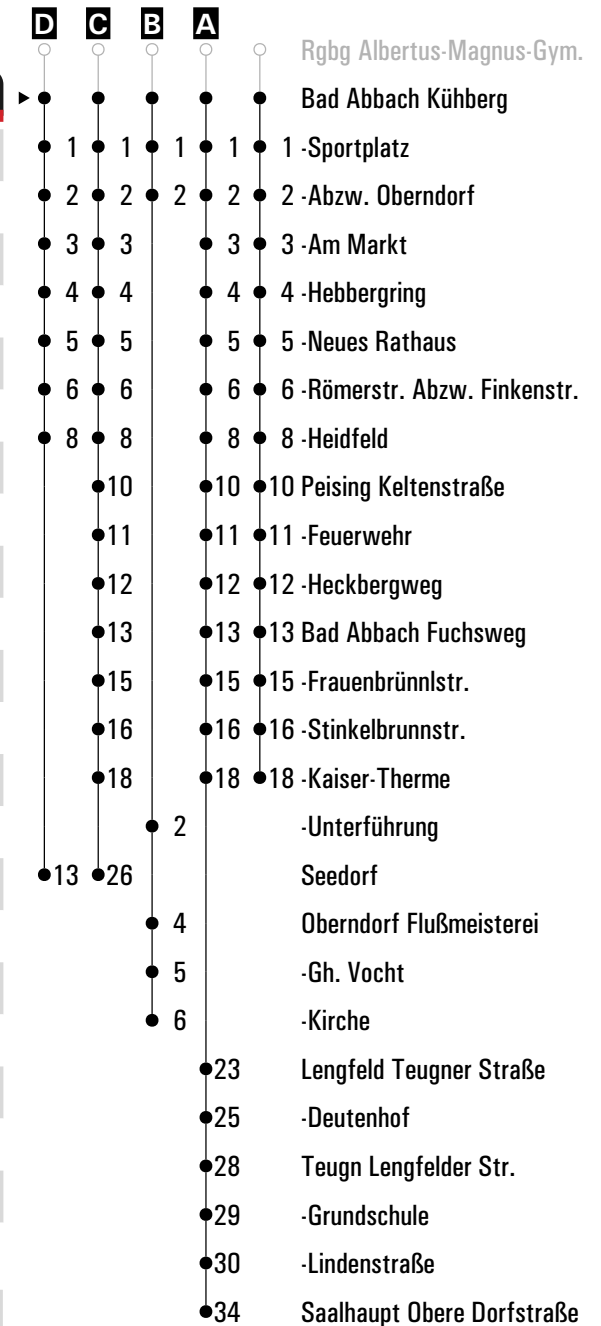 D C B A
Rgbg Albertus-Magnus-Gym.
Bad Abbach Kühberg
1 1 1 1 1 -Sportplatz
2 2 2 2 2 -Abzw. Oberndorf
3 3 3 3 -Am Markt
4 4 4 4 -Hebbergring
5 5 5 5 -Neues Rathaus
6 6 6 6 -Römerstr. Abzw. Finkenstr.
8 8 8 8 -Heidfeld
10 10 10 Peising Keltenstraße
11 11 11 -Feuerwehr
12 12 12 -Heckbergweg
13 13 13 Bad Abbach Fuchsweg
15 15 15 -Frauenbrünnlstr.
16 16 16 -Stinkelbrunnstr.
18 18 18 -Kaiser-Therme
2 -Unterführung
13 26 Seedorf
4 Oberndorf Flußmeisterei
5 -Gh. Vocht
6 -Kirche
23 Lengfeld Teugner Straße
25 -Deutenhof
28 Teugn Lengfelder Str.
29 -Grundschule
30 -Lindenstraße
34 Saalhaupt Obere Dorfstraße